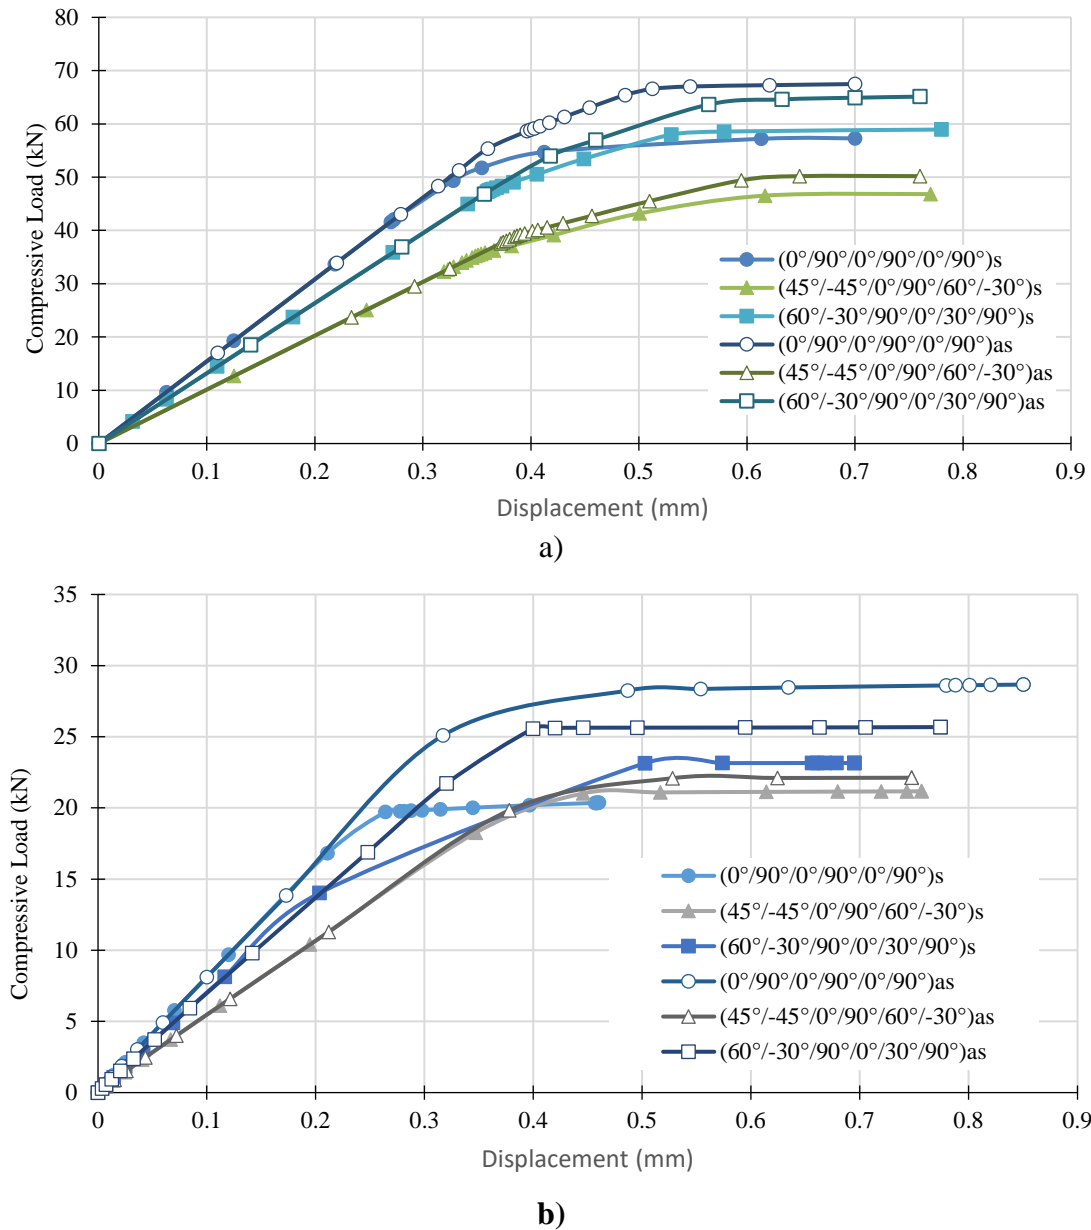 80
70
60
50
40
30
20
10
0
Compressive Load (kN)
0 0.1 0.2 0.3 0.4 0.5 0.6 0.7 0.8 0.9
Displacement (mm)
(0°/90°/0°/90°/0°/90°)s
(45°/-45°/0°/90°/60°/-30°)s
(60°/-30°/90°/0°/30°/90°)s
(0°/90°/0°/90°/0°/90°)as
(45°/-45°/0°/90°/60°/-30°)as
(60°/-30°/90°/0°/30°/90°)as
a)
35
30
25
20
15
10
5
0
Compressive Load (kN)
0 0.1 0.2 0.3 0.4 0.5 0.6 0.7 0.8 0.9
Displacement (mm)
(0°/90°/0°/90°/0°/90°)s
(45°/-45°/0°/90°/60°/-30°)s
(60°/-30°/90°/0°/30°/90°)s
(0°/90°/0°/90°/0°/90°)as
(45°/-45°/0°/90°/60°/-30°)as
(60°/-30°/90°/0°/30°/90°)as
b)